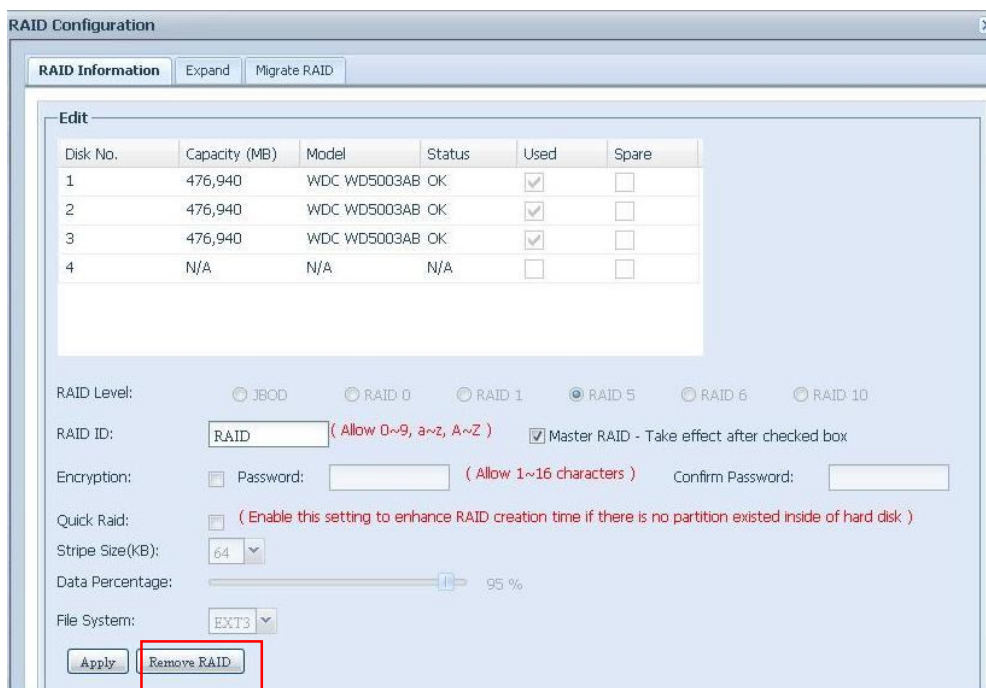 RAID Configuration
RAID Information Expand Migrate RAID
Edit
Disk No. Capacity (MB) Model Status Used Spare
1 476,940 WDC WD5003AB OK
2 476,940 WDC WD5003AB OK
3 476,940 WDC WD5003AB OK
4 N/A N/A N/A
RAID Level: JBOD RAID 0 RAID 1 RAID 5 RAID 6 RAID 10
RAID ID: RAID ( Allow 0~9, a~z, A~Z ) Master RAID - Take effect after checked box
Encryption: Password: ( Allow 1~16 characters ) Confirm Password:
Quick Raid: ( Enable this setting to enhance RAID creation time if there is no partition existed inside of hard disk )
Stripe Size(KB): 64
Data Percentage: 95 %
File System: EXT3
Apply Remove RAID